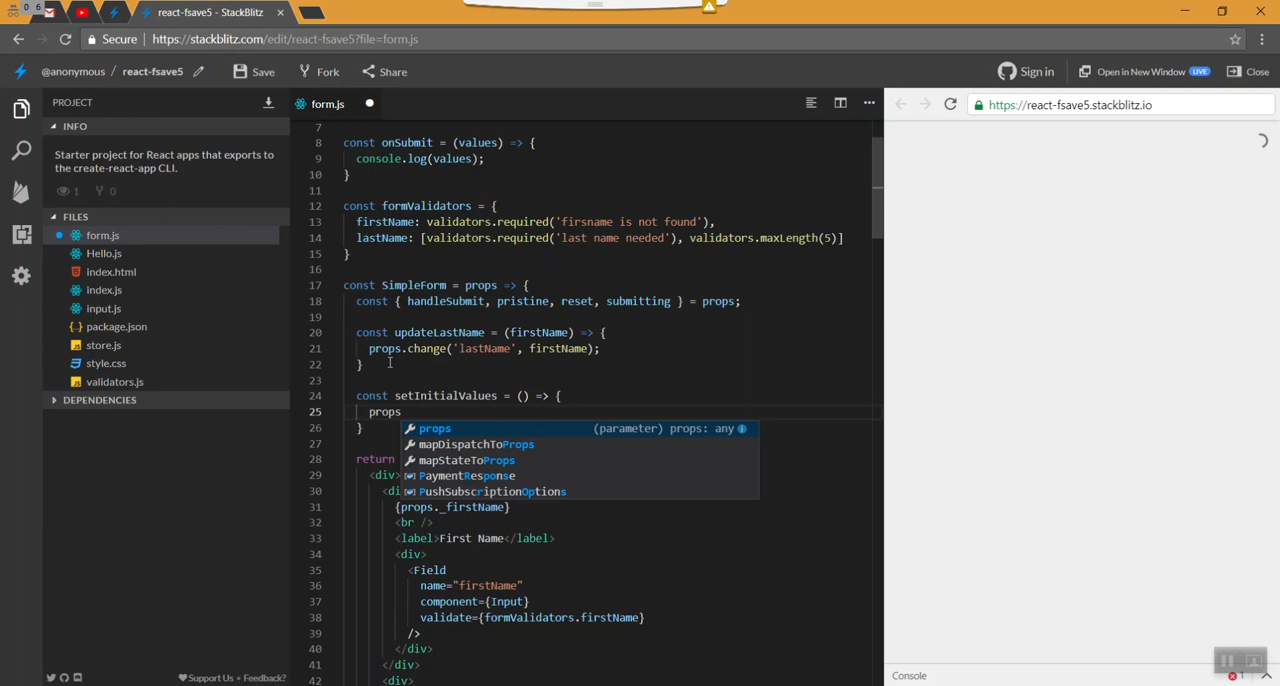 0 6
react-fsave5 - StackBlitz
Secure https://stackblitz.com/edit/react-fsave5?file=form.js
@anonymous / react-fsave5 Save Fork Share Sign in Open in New Window LIVE Close
PROJECT
INFO
Starter project for React apps that exports to
the create-react-app CLI.
1 0
FILES
form.js
Hello.js
index.html
index.js
input.js
package.json
store.js
style.css
validators.js
DEPENDENCIES
Support Us • Feedback?
form.js
7
8 const onSubmit = (values) => {
9 console.log(values);
10 }
11
12 const formValidators = {
13 firstName: validators.required('firsname is not found'),
14 lastName: [validators.required('last name needed'), validators.maxLength(5)]
15 }
16
17 const SimpleForm = props => {
18 const { handleSubmit, pristine, reset, submitting } = props;
19
20 const updateLastName = (firstName) => {
21 props.change('lastName', firstName);
22 }
23
24 const setInitialValues = () => {
25 props
26 }
27
28 return
29 <div>
30 <di
31 {props._firstName}
32 <br />
33 <label>First Name</label>
34 <div>
35 <Field
36 name="firstName"
37 component={Input}
38 validate={formValidators.firstName}
39 />
40 </div>
41 </div>
42 <div>
props (parameter) props: any
mapDispatchToProps
mapStateToProps
PaymentResponse
PushSubscriptionOptions
https://react-fsave5.stackblitz.io
Console
1